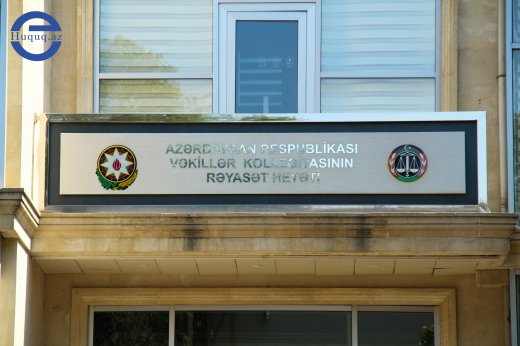 Huquq.az
AZƏRBAYCAN RESPUBLİKASI
VƏKİLLƏR KOLLEGİYASININ
RƏYASƏT HEYƏTİ